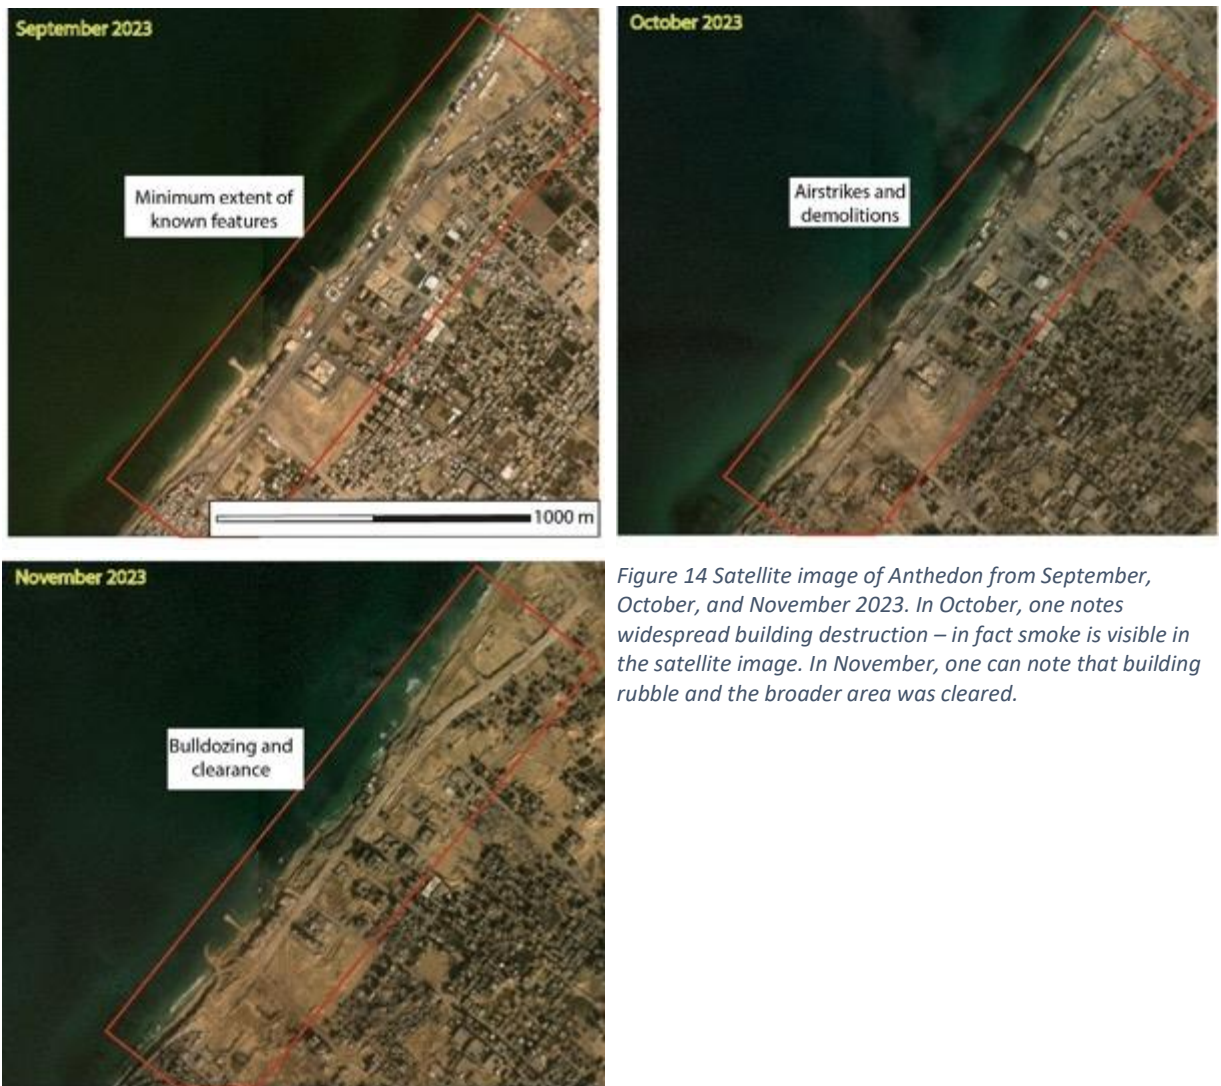 September 2023
Minimum extent of
known features
1000 m
October 2023
Airstrikes and
demolitions
November 2023
Bulldozing and
clearance
Figure 14 Satellite image of Anthedon from September,
October, and November 2023. In October, one notes
widespread building destruction – in fact smoke is visible in
the satellite image. In November, one can note that building
rubble and the broader area was cleared.